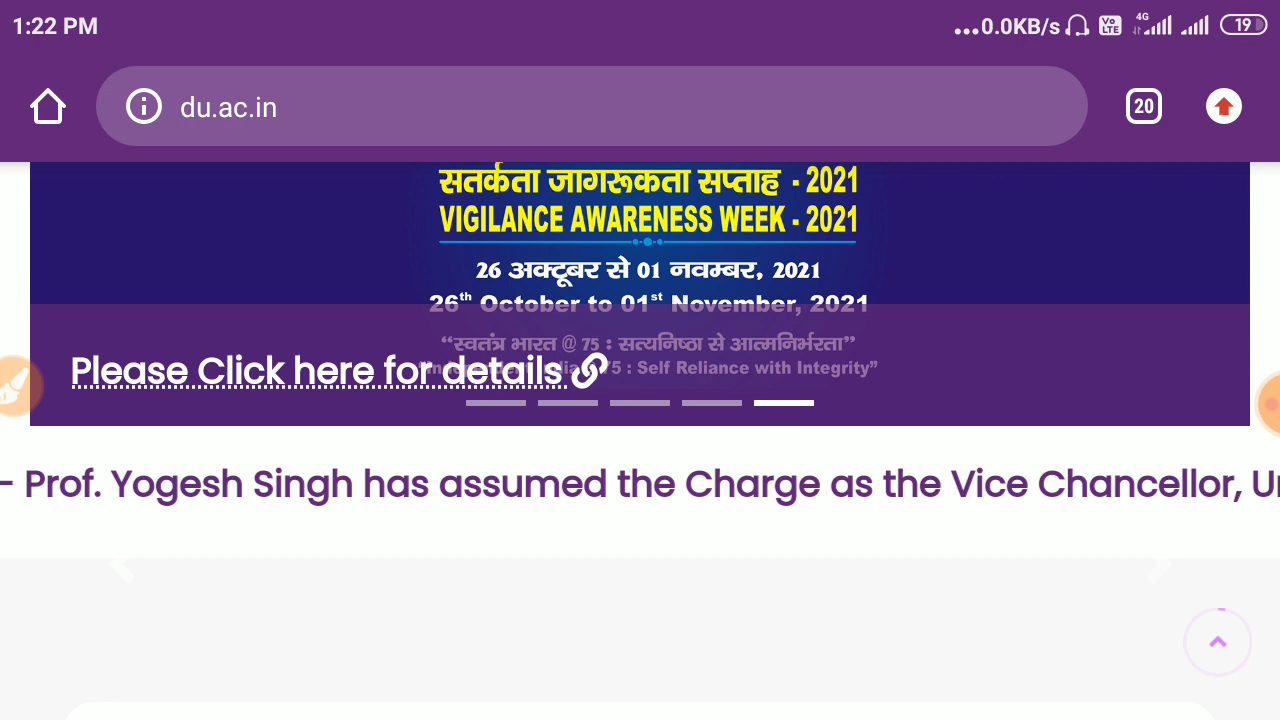 1:22 PM
...0.0KB/s
Vo
LTE
4G
19
du.ac.in
20
सतर्कता जागरूकता सप्ताह - 2021
VIGILANCE AWARENESS WEEK - 2021
26 अक्टूबर से 01 नवम्बर, 2021
26th October to 01st November, 2021
“स्वतंत्र भारत @ 75 : सत्यनिष्ठा से आत्मनिर्भरता”
75 : Self Reliance with Integrity”
Please Click here for details
- Prof. Yogesh Singh has assumed the Charge as the Vice Chancellor,